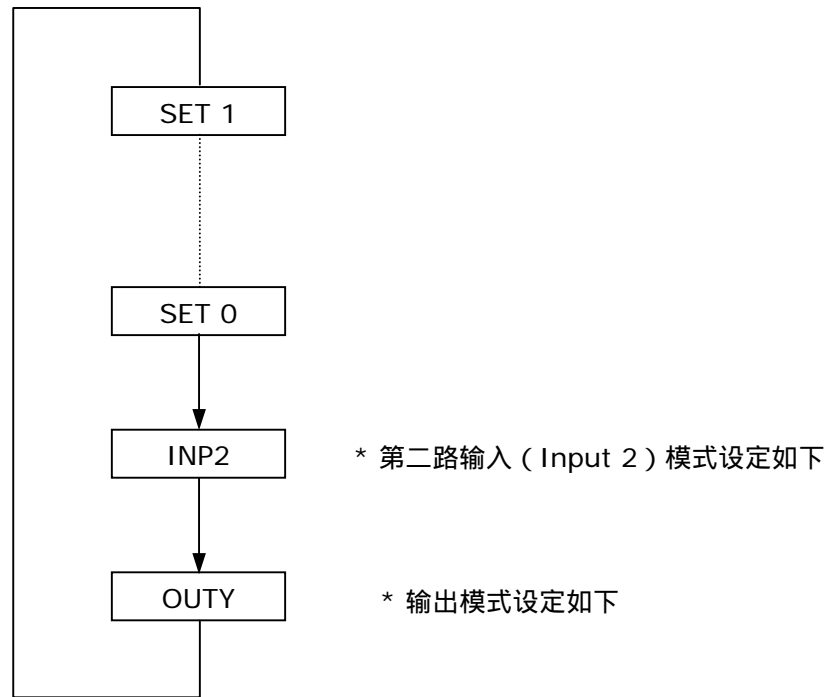 SET 1
SET 0
INP2
* 第二路输入（Input 2）模式设定如下
OUTY
* 输出模式设定如下